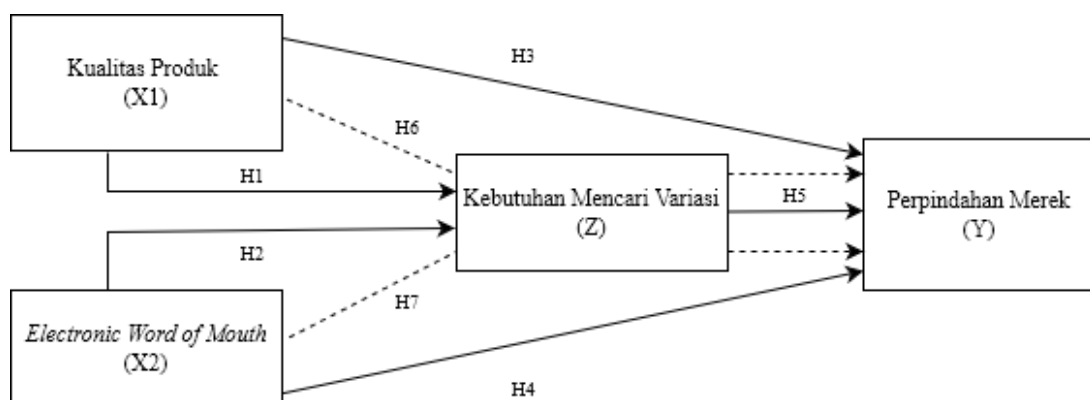 Kualitas Produk
(X1)
H3
H6
H1
Kebutuhan Mencari Variasi
(Z)
H5
Perpindahan Merek
(Y)
H2
H7
Electronic Word of Mouth
(X2)
H4